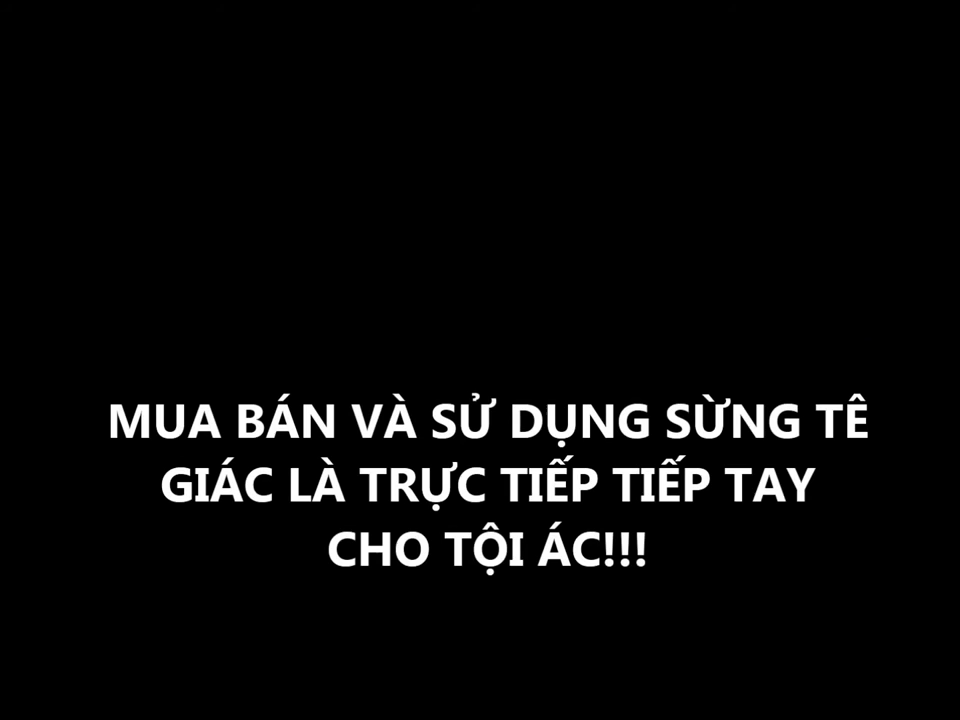 MUA BÁN VÀ SỬ DỤNG SỪNG TÊ
GIÁC LÀ TRỰC TIẾP TIẾP TAY
CHO TỘI ÁC!!!